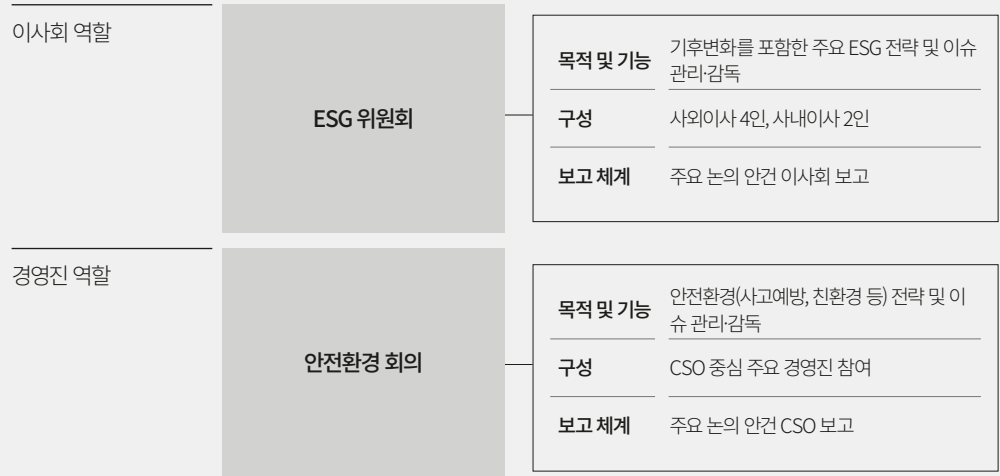 이사회 역할
ESG 위원회
목적 및 기능
기후변화를 포함한 주요 ESG 전략 및 이슈
관리·감독
구성
사외이사 4인, 사내이사 2인
보고 체계
주요 논의 안건 이사회 보고
경영진 역할
안전환경 회의
목적 및 기능
안전환경(사고예방, 친환경 등) 전략 및 이
슈 관리·감독
구성
CSO 중심 주요 경영진 참여
보고 체계
주요 논의 안건 CSO 보고